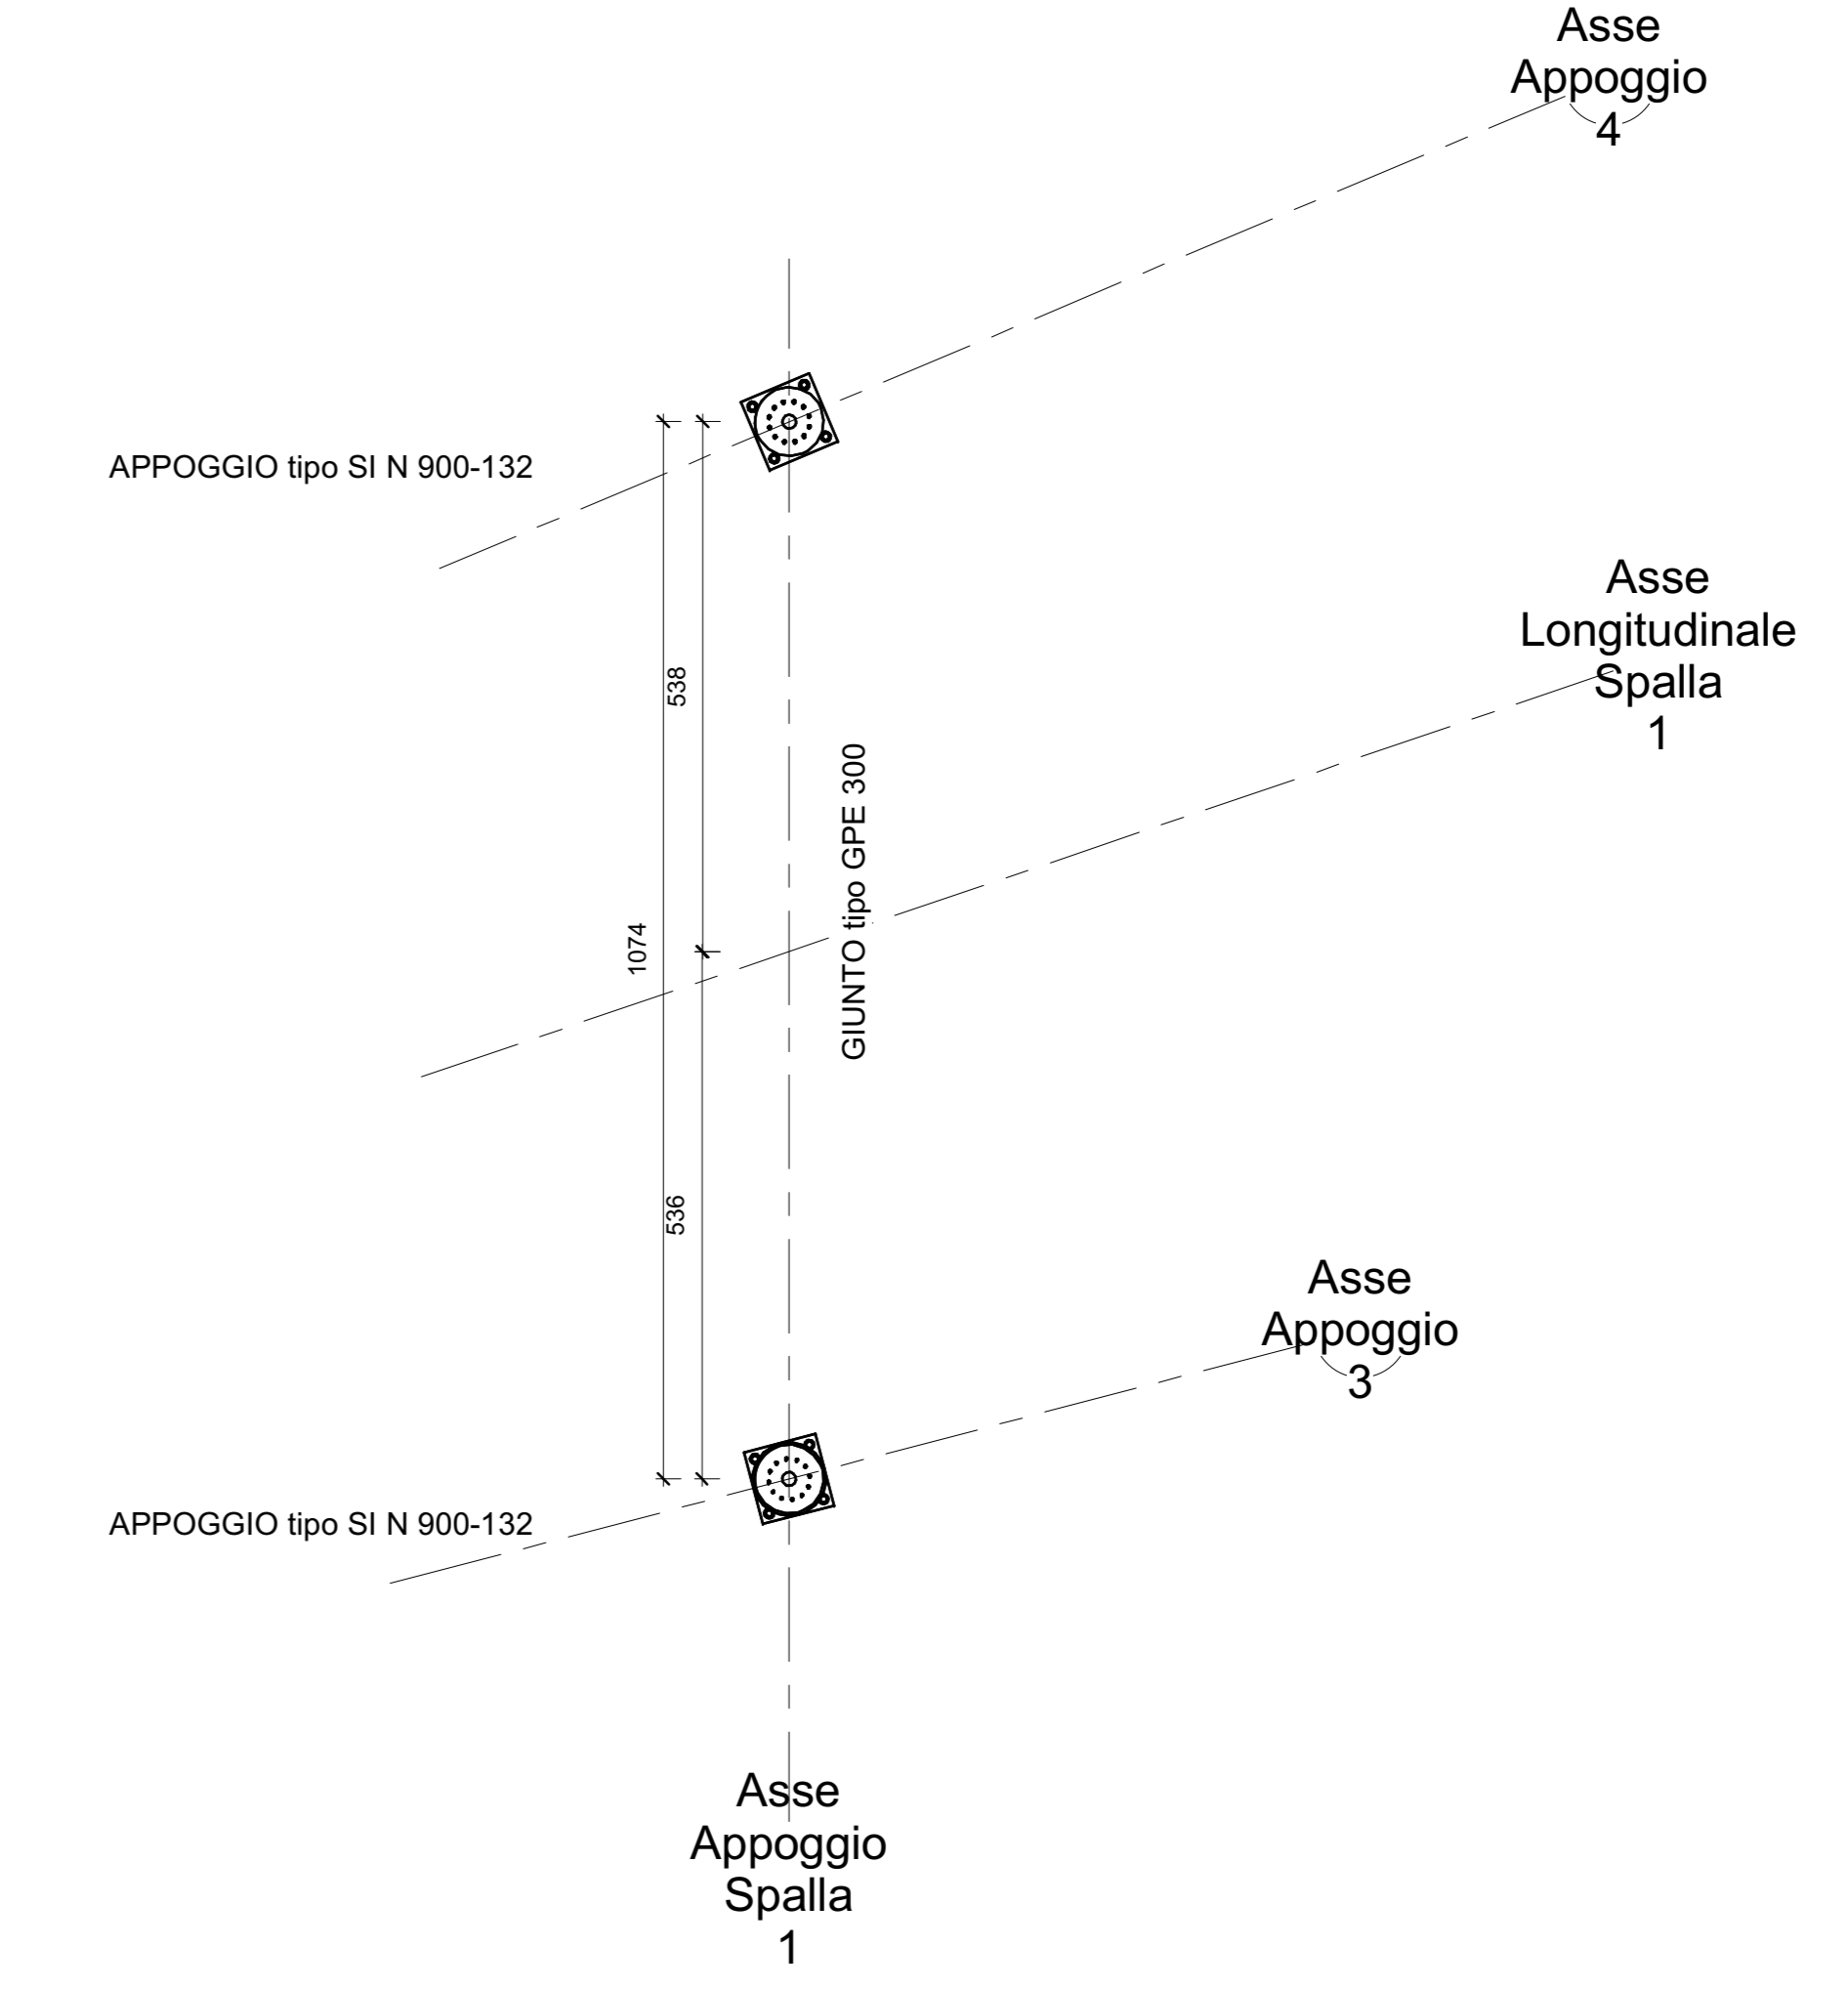 Asse
Appoggio
4
APPOGGIO tipo SI N 900-132
Asse
Longitudinale
Spalla
1
538
GIUNTO tipo GPE 300
1074
536
Asse
Appoggio
3
APPOGGIO tipo SI N 900-132
Asse
Appoggio
Spalla
1